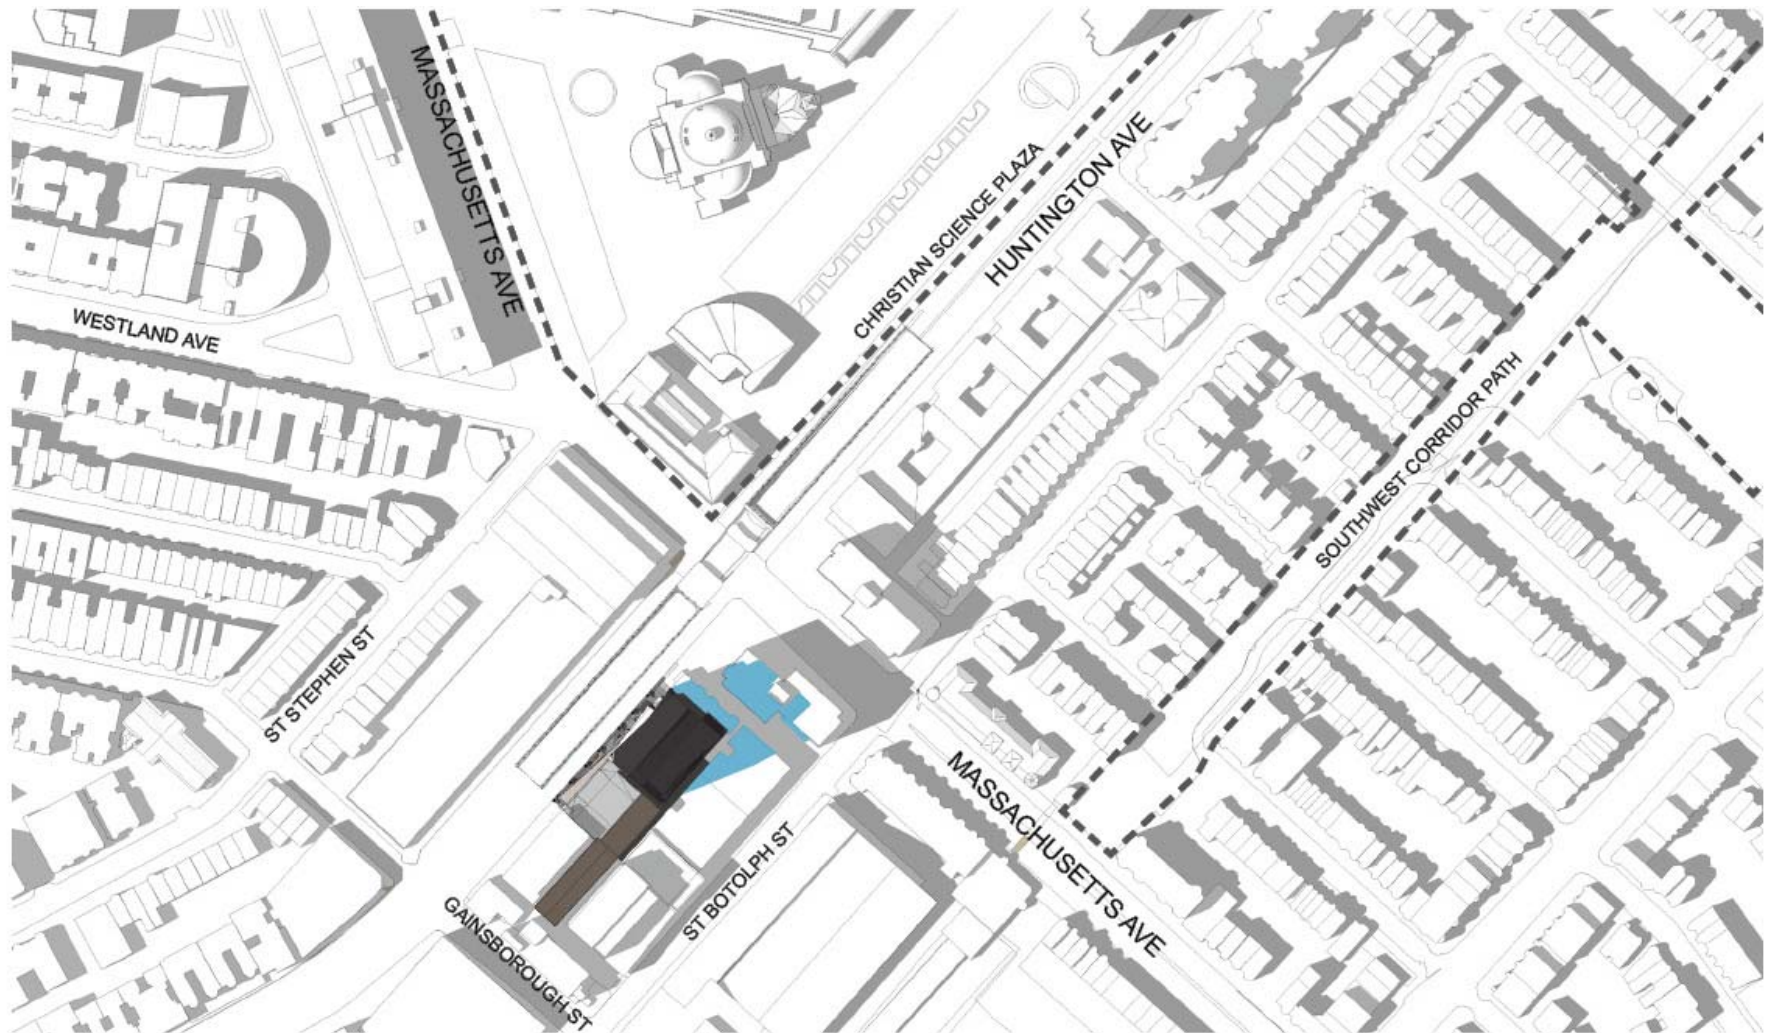 MASSACHUSETTS AVE
CHRISTIAN SCIENCE PLAZA
HUNTINGTON AVE
WESTLAND AVE
SOUTHWEST CORRIDOR PATH
ST STEPHEN ST
MASSACHUSETTS AVE
ST BOTOLPH ST
GAINSBOROUGH ST